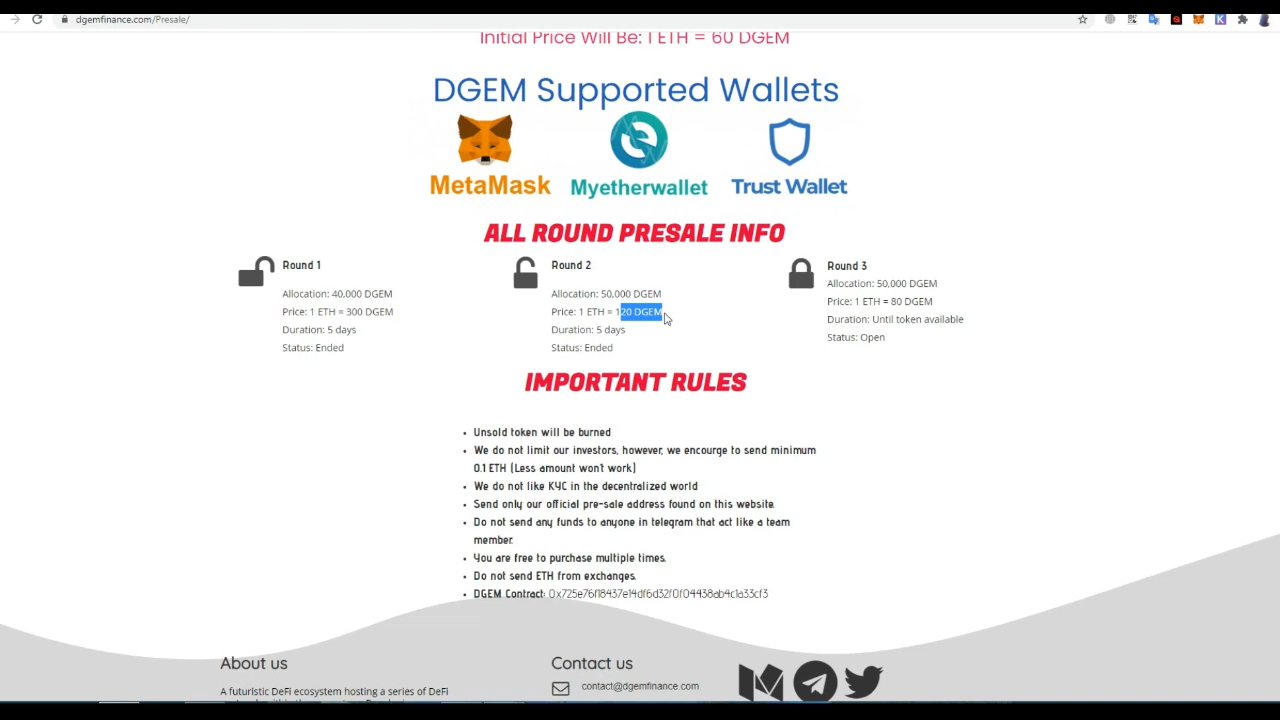 dgemfinance.com/Presale/
Initial Price Will Be: 1 ETH = 60 DGEM
DGEM Supported Wallets
MetaMask
Myetherwallet
Trust Wallet
ALL ROUND PRESALE INFO
Round 1
Allocation: 40,000 DGEM
Price: 1 ETH = 300 DGEM
Duration: 5 days
Status: Ended
Round 2
Allocation: 50,000 DGEM
Price: 1 ETH = 120 DGEM
Duration: 5 days
Status: Ended
Round 3
Allocation: 50,000 DGEM
Price: 1 ETH = 80 DGEM
Duration: Until token available
Status: Open
IMPORTANT RULES
Unsold token will be burned
We do not limit our investors, however, we encourge to send minimum
0.1 ETH (Less amount won't work)
We do not like KYC in the decentralized world
Send only our official pre-sale address found on this website.
Do not send any funds to anyone in telegram that act like a team
member.
You are free to purchase multiple times.
Do not send ETH from exchanges.
DGEM Contract: 0x725e76f18437e14df6d32f0f04438ab4c1a33cf3
About us
A futuristic DeFi ecosystem hosting a series of DeFi
Contact us
contact@dgemfinance.com